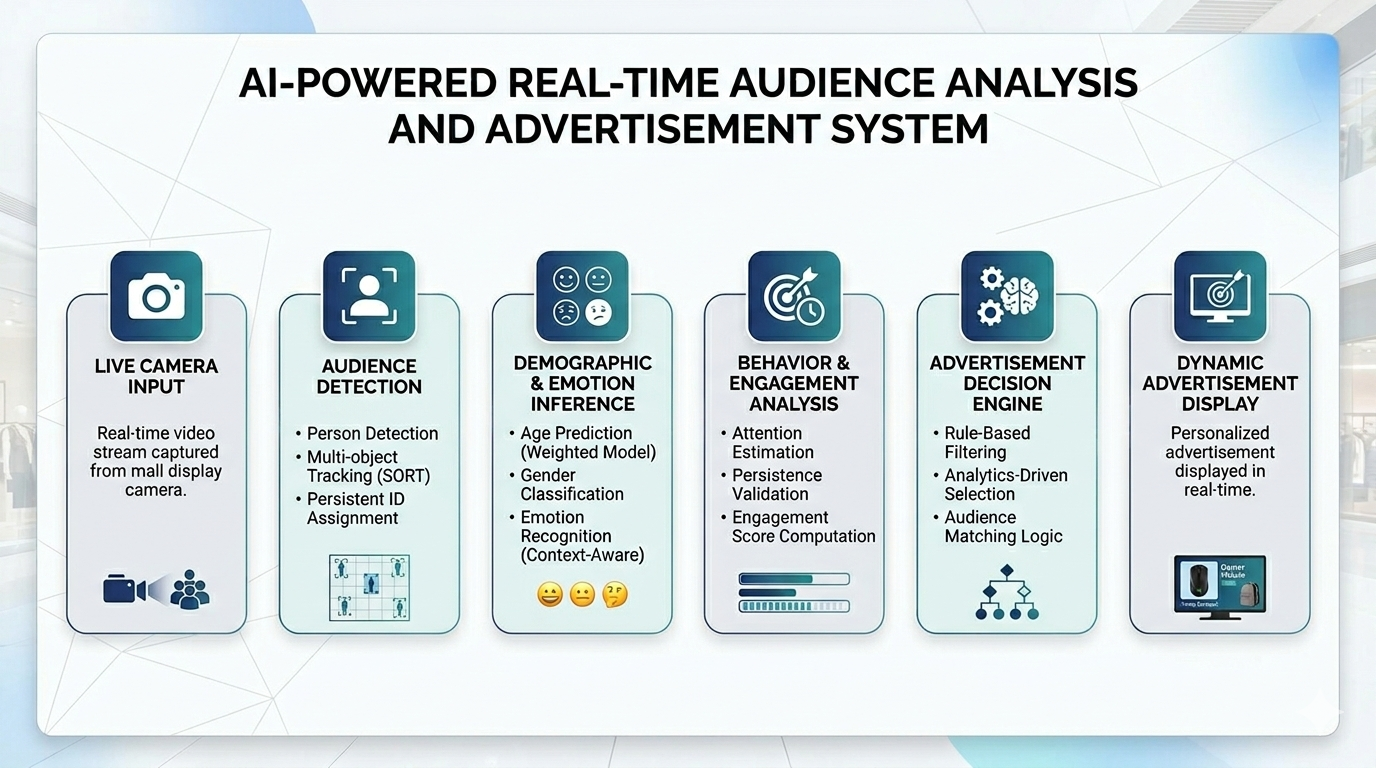 AI-POWERED REAL-TIME AUDIENCE ANALYSIS
AND ADVERTISEMENT SYSTEM
LIVE CAMERA
INPUT
Real-time video
stream captured
from mall display
camera.
AUDIENCE
DETECTION
• Person Detection
• Multi-object
Tracking (SORT)
• Persistent ID
Assignment
DEMOGRAPHIC
& EMOTION
INFERENCE
• Age Prediction
(Weighted Model)
• Gender
Classification
• Emotion
Recognition
(Context-Aware)
BEHAVIOR &
ENGAGEMENT
ANALYSIS
• Attention
Estimation
• Persistence
Validation
• Engagement
Score Computation
ADVERTISEMENT
DECISION
ENGINE
• Rule-Based
Filtering
• Analytics-Driven
Selection
• Audience
Matching Logic
DYNAMIC
ADVERTISEMENT
DISPLAY
Personalized
advertisement
displayed in
real-time.